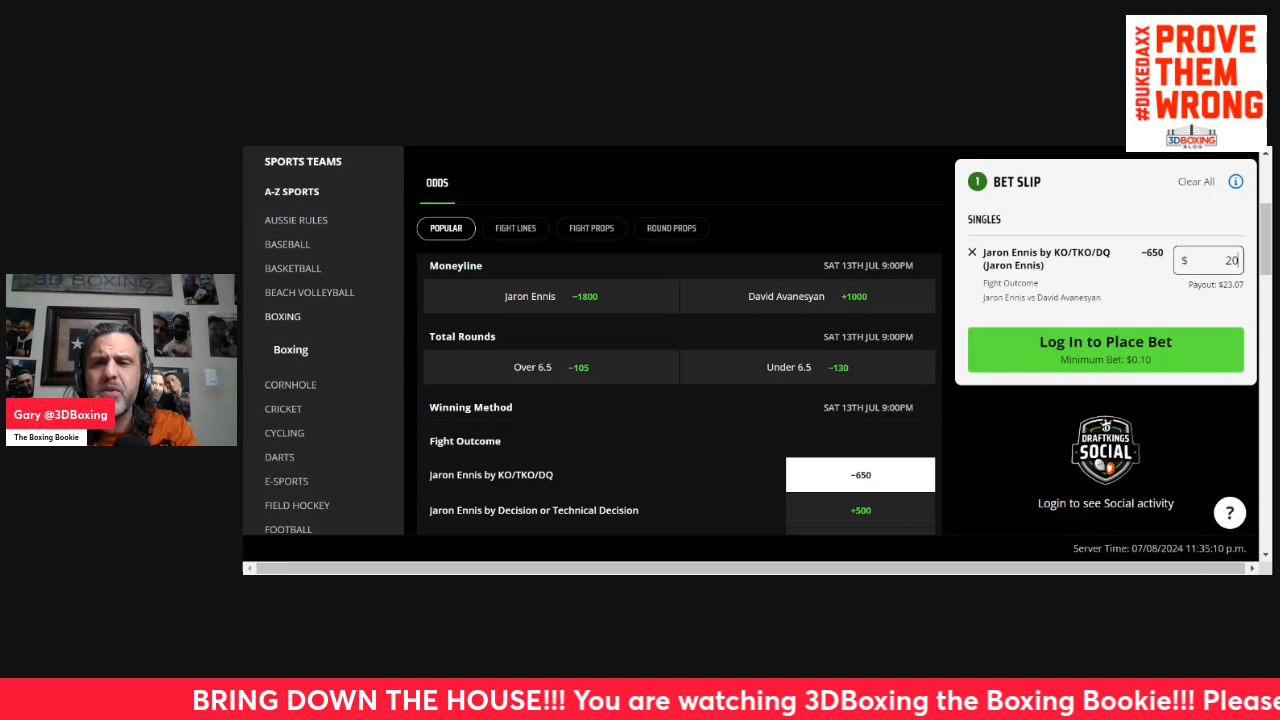 #DUKEDAXX
PROVE
THEM
WRONG
3DBOXING
BLOG
SPORTS TEAMS
A-Z SPORTS
AUSSIE RULES
BASEBALL
BASKETBALL
BEACH VOLLEYBALL
BOXING
Boxing
CORNHOLE
CRICKET
CYCLING
DARTS
E-SPORTS
FIELD HOCKEY
FOOTBALL
ODDS
POPULAR FIGHT LINES FIGHT PROPS ROUND PROPS
Moneyline SAT 13TH JUL 9:00PM
Jaron Ennis −1800 David Avanesyan +1000
Total Rounds SAT 13TH JUL 9:00PM
Over 6.5 −105 Under 6.5 −130
Winning Method SAT 13TH JUL 9:00PM
Fight Outcome
Jaron Ennis by KO/TKO/DQ −650
Jaron Ennis by Decision or Technical Decision +500
1 BET SLIP Clear All
SINGLES
Jaron Ennis by KO/TKO/DQ −650 $ 20
(Jaron Ennis)
Fight Outcome Payout: $23.07
Jaron Ennis vs David Avanesyan
Log In to Place Bet
Minimum Bet: $0.10
DRAFTKINGS
SOCIAL
Login to see Social activity
?
Server Time: 07/08/2024 11:35:10 p.m.
3D BOXING
Gary @3DBoxing
The Boxing Bookie
BRING DOWN THE HOUSE!!! You are watching 3DBoxing the Boxing Bookie!!! Please